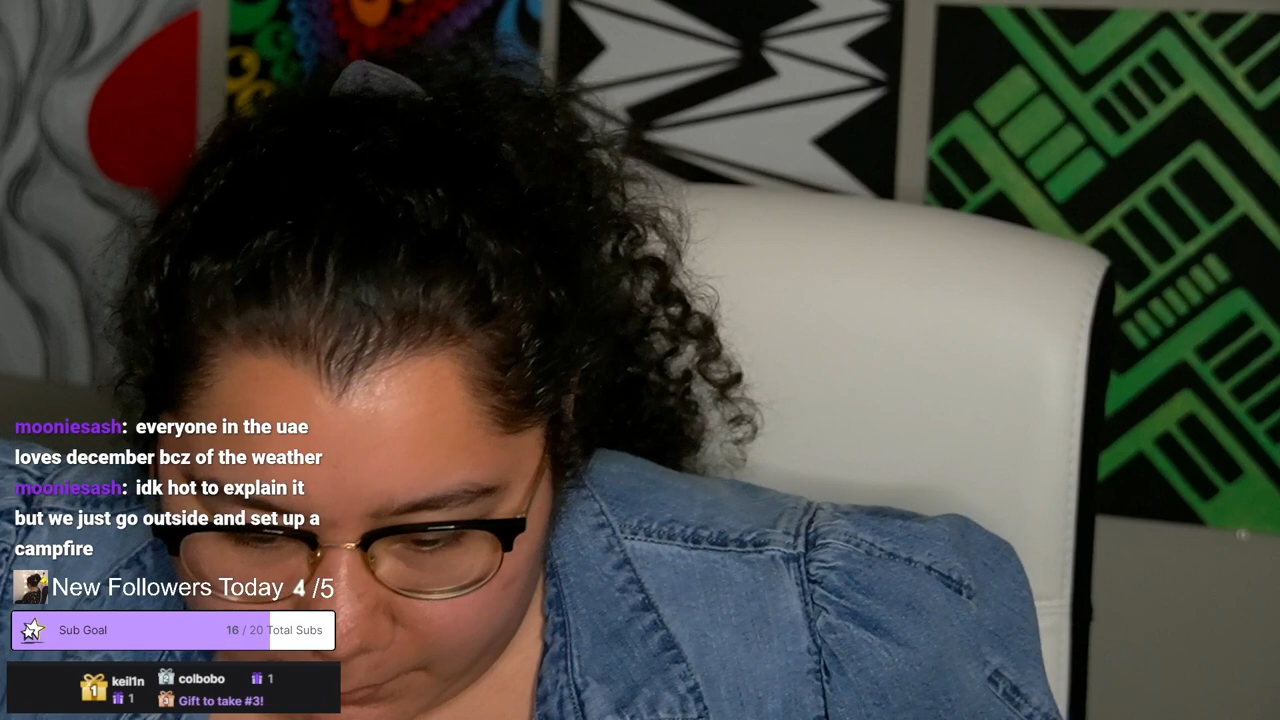 mooniesash: everyone in the uae
loves december bcz of the weather
mooniesash: idk hot to explain it
but we just go outside and set up a
campfire
New Followers Today 4 /5
Sub Goal 16 / 20 Total Subs
1 keil1n 1
colbobo 1
Gift to take #3!